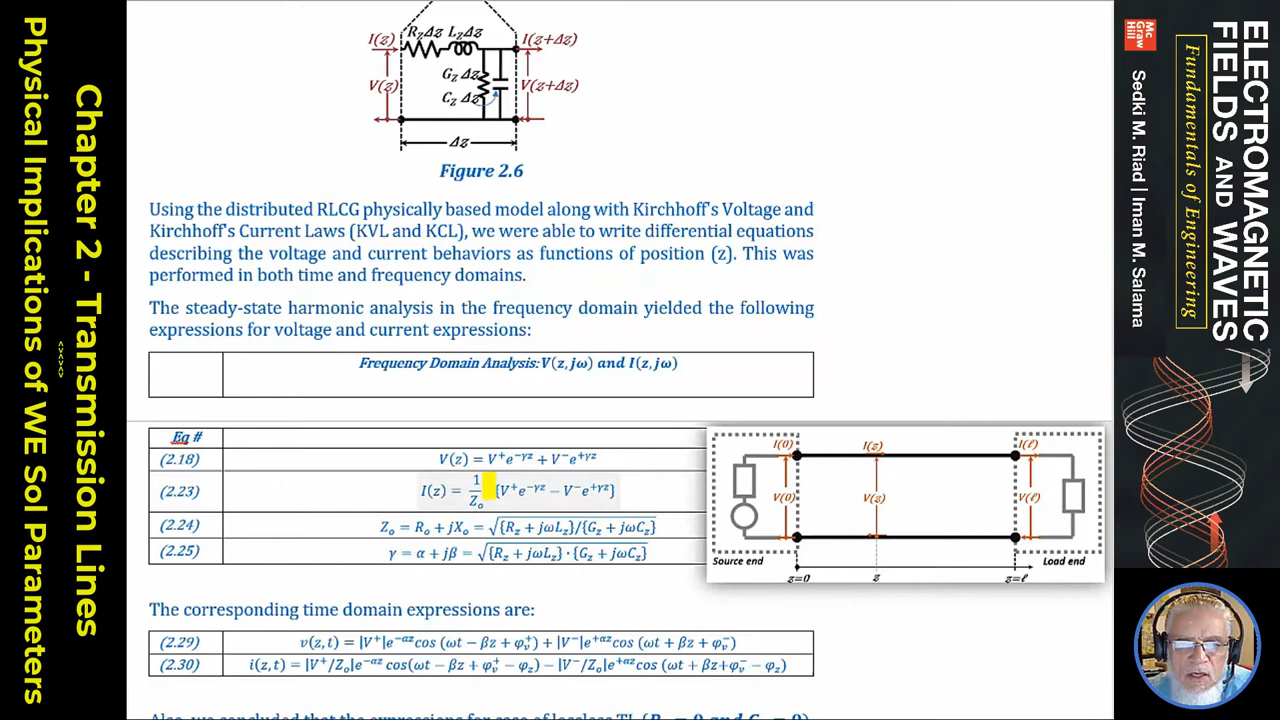 Chapter 2 - Transmission Lines
<><><>
Physical Implications of WE Sol Parameters
I(z)
R_zΔz
L_zΔz
I(z+Δz)
V(z)
G_z Δz
C_z Δz
V(z+Δz)
Δz
Figure 2.6
Using the distributed RLCG physically based model along with Kirchhoff's Voltage and
Kirchhoff's Current Laws (KVL and KCL), we were able to write differential equations
describing the voltage and current behaviors as functions of position (z). This was
performed in both time and frequency domains.
The steady-state harmonic analysis in the frequency domain yielded the following
expressions for voltage and current expressions:
Frequency Domain Analysis: V(z, jω) and I(z, jω)
Eq #
(2.18) V(z) = V⁺e^{−γz} + V⁻e^{+γz}
(2.23) I(z) = 1/Z_o {V⁺e^{−γz} − V⁻e^{+γz}}
(2.24) Z_o = R_o + jX_o = √({R_z + jωL_z}/{G_z + jωC_z})
(2.25) γ = α + jβ = √({R_z + jωL_z} · {G_z + jωC_z})
I(0)
I(z)
I(ℓ)
V(0)
V(z)
V(ℓ)
Source end
Load end
z=0
z
z=ℓ
The corresponding time domain expressions are:
(2.29) v(z, t) = |V⁺|e^{−αz}cos (ωt − βz + φ_v⁺) + |V⁻|e^{+αz}cos (ωt + βz + φ_v⁻)
(2.30) i(z, t) = |V⁺/Z_o|e^{−αz} cos(ωt − βz + φ_v⁺ − φ_z) − |V⁻/Z_o|e^{+αz}cos (ωt + βz+φ_v⁻ − φ_z)
Mc
Graw
Hill
ELECTROMAGNETIC
FIELDS AND WAVES
Fundamentals of Engineering
Sedki M. Riad | Iman M. Salama